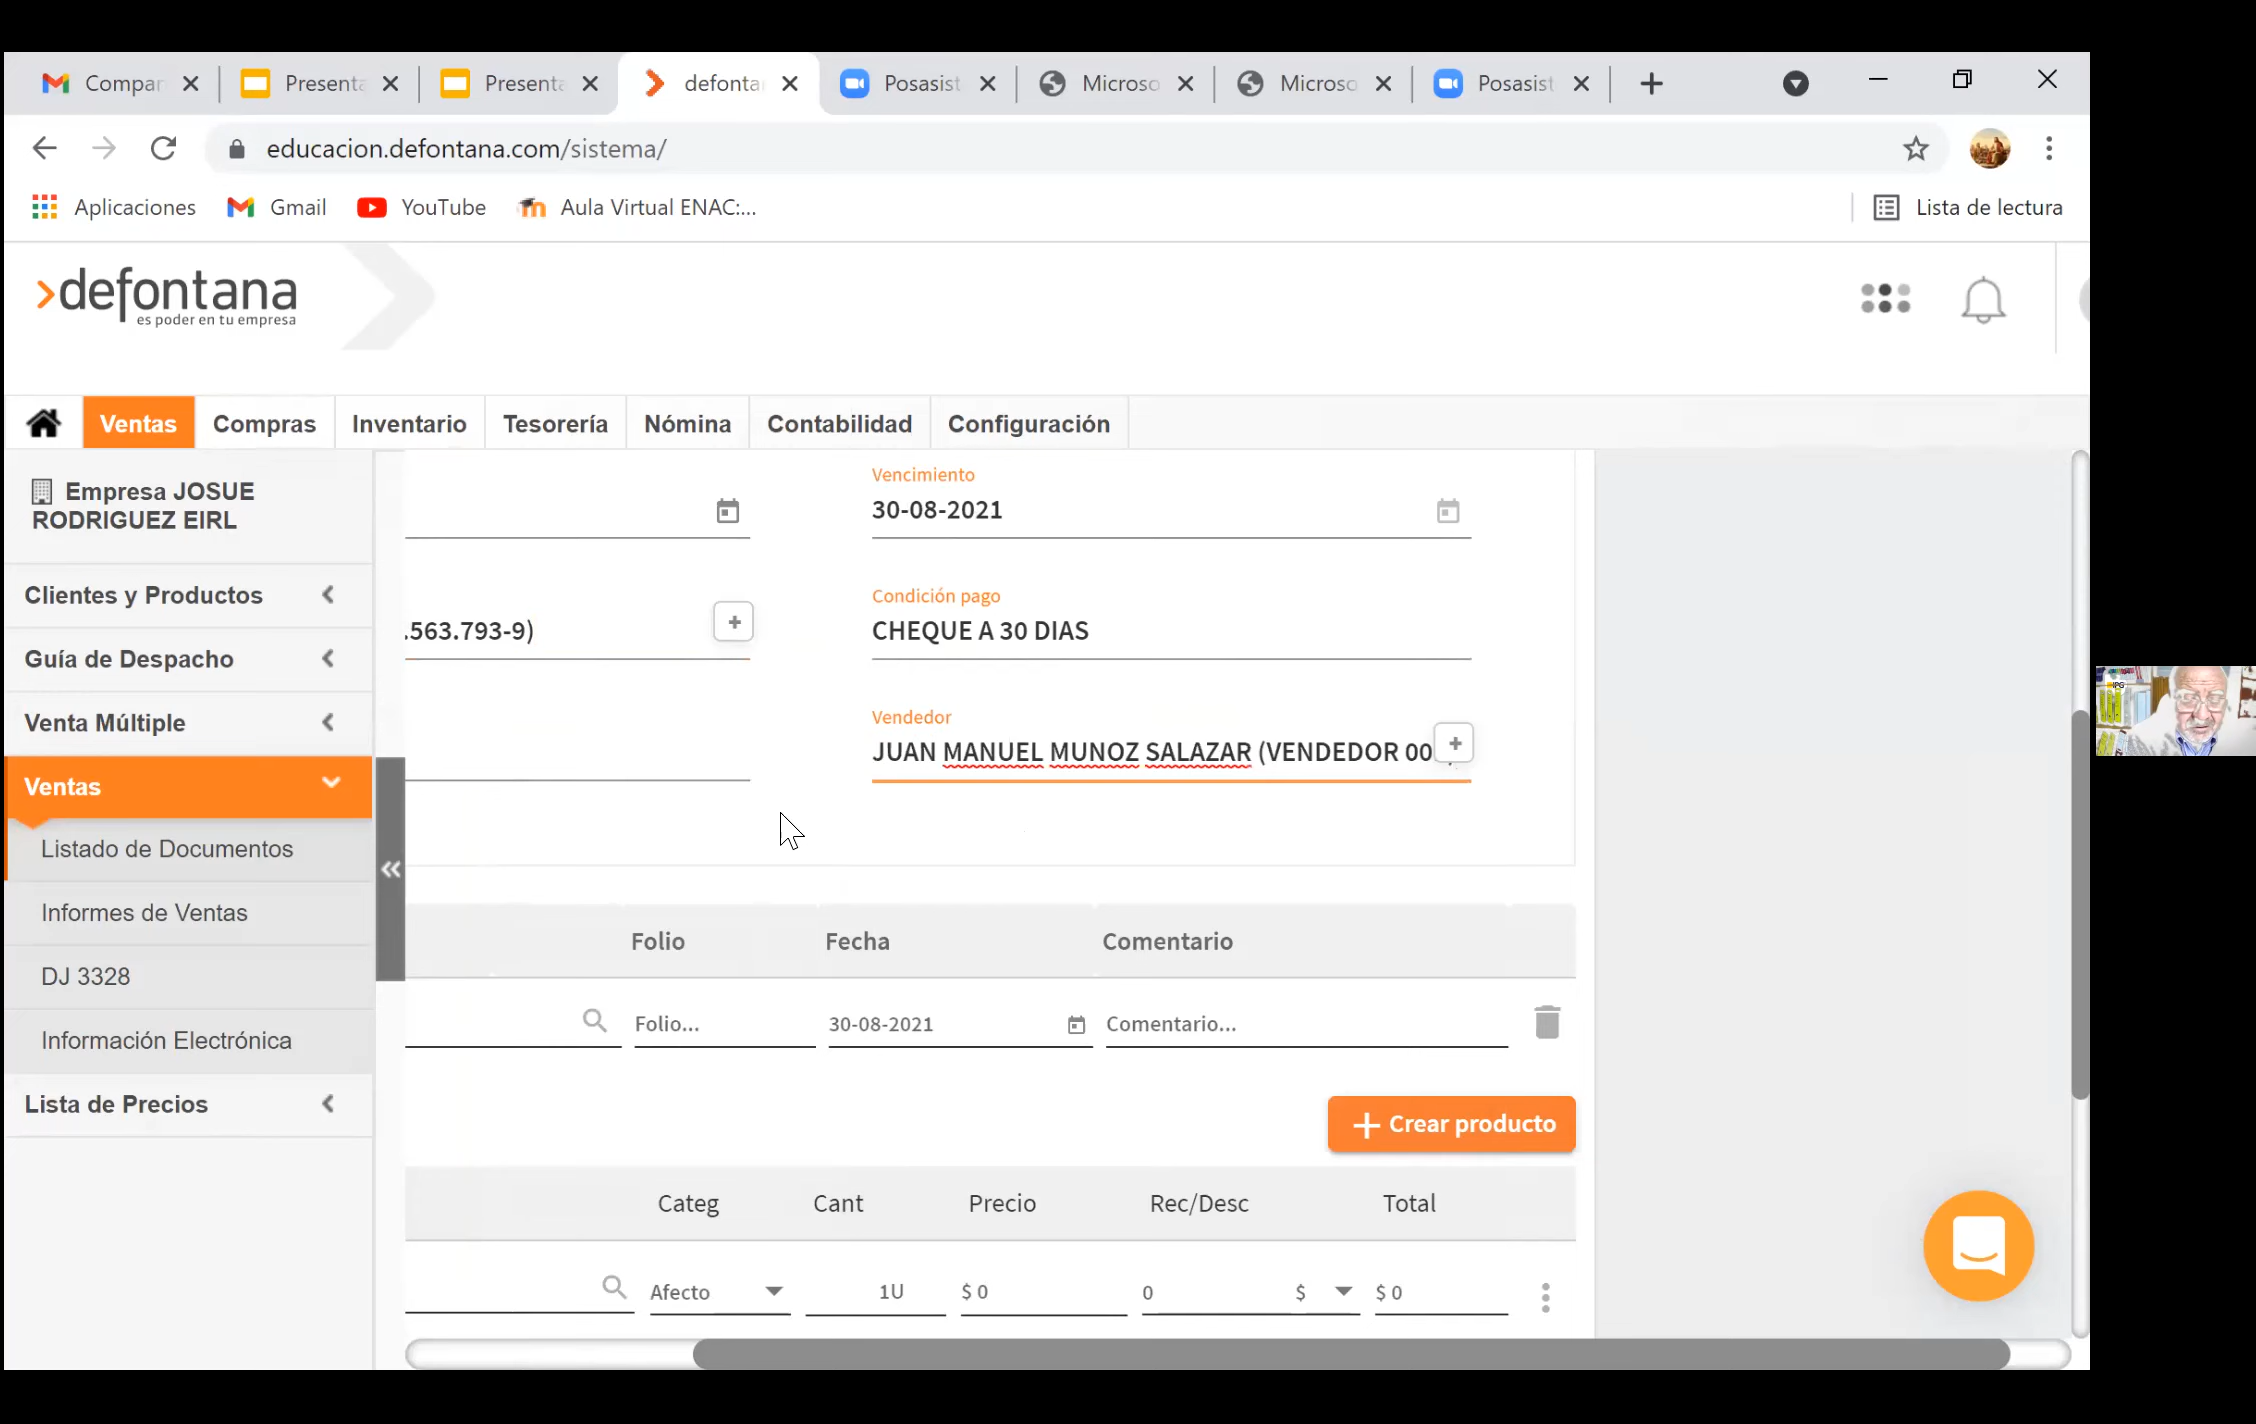 Compar
Presenta
Presenta
defontar
Posasist
Microso
Microso
Posasist
educacion.defontana.com/sistema/
Aplicaciones
Gmail
YouTube
Aula Virtual ENAC:...
Lista de lectura
defontana
es poder en tu empresa
Ventas
Compras
Inventario
Tesorería
Nómina
Contabilidad
Configuración
Empresa JOSUE
RODRIGUEZ EIRL
Clientes y Productos
Guía de Despacho
Venta Múltiple
Ventas
Listado de Documentos
Informes de Ventas
DJ 3328
Información Electrónica
Lista de Precios
Vencimiento
30-08-2021
.563.793-9)
+
Condición pago
CHEQUE A 30 DIAS
Vendedor
JUAN MANUEL MUNOZ SALAZAR (VENDEDOR 00
+
Folio Fecha Comentario
Folio... 30-08-2021 Comentario...
+ Crear producto
Categ Cant Precio Rec/Desc Total
Afecto 1U $ 0 0 $ $ 0
IPG